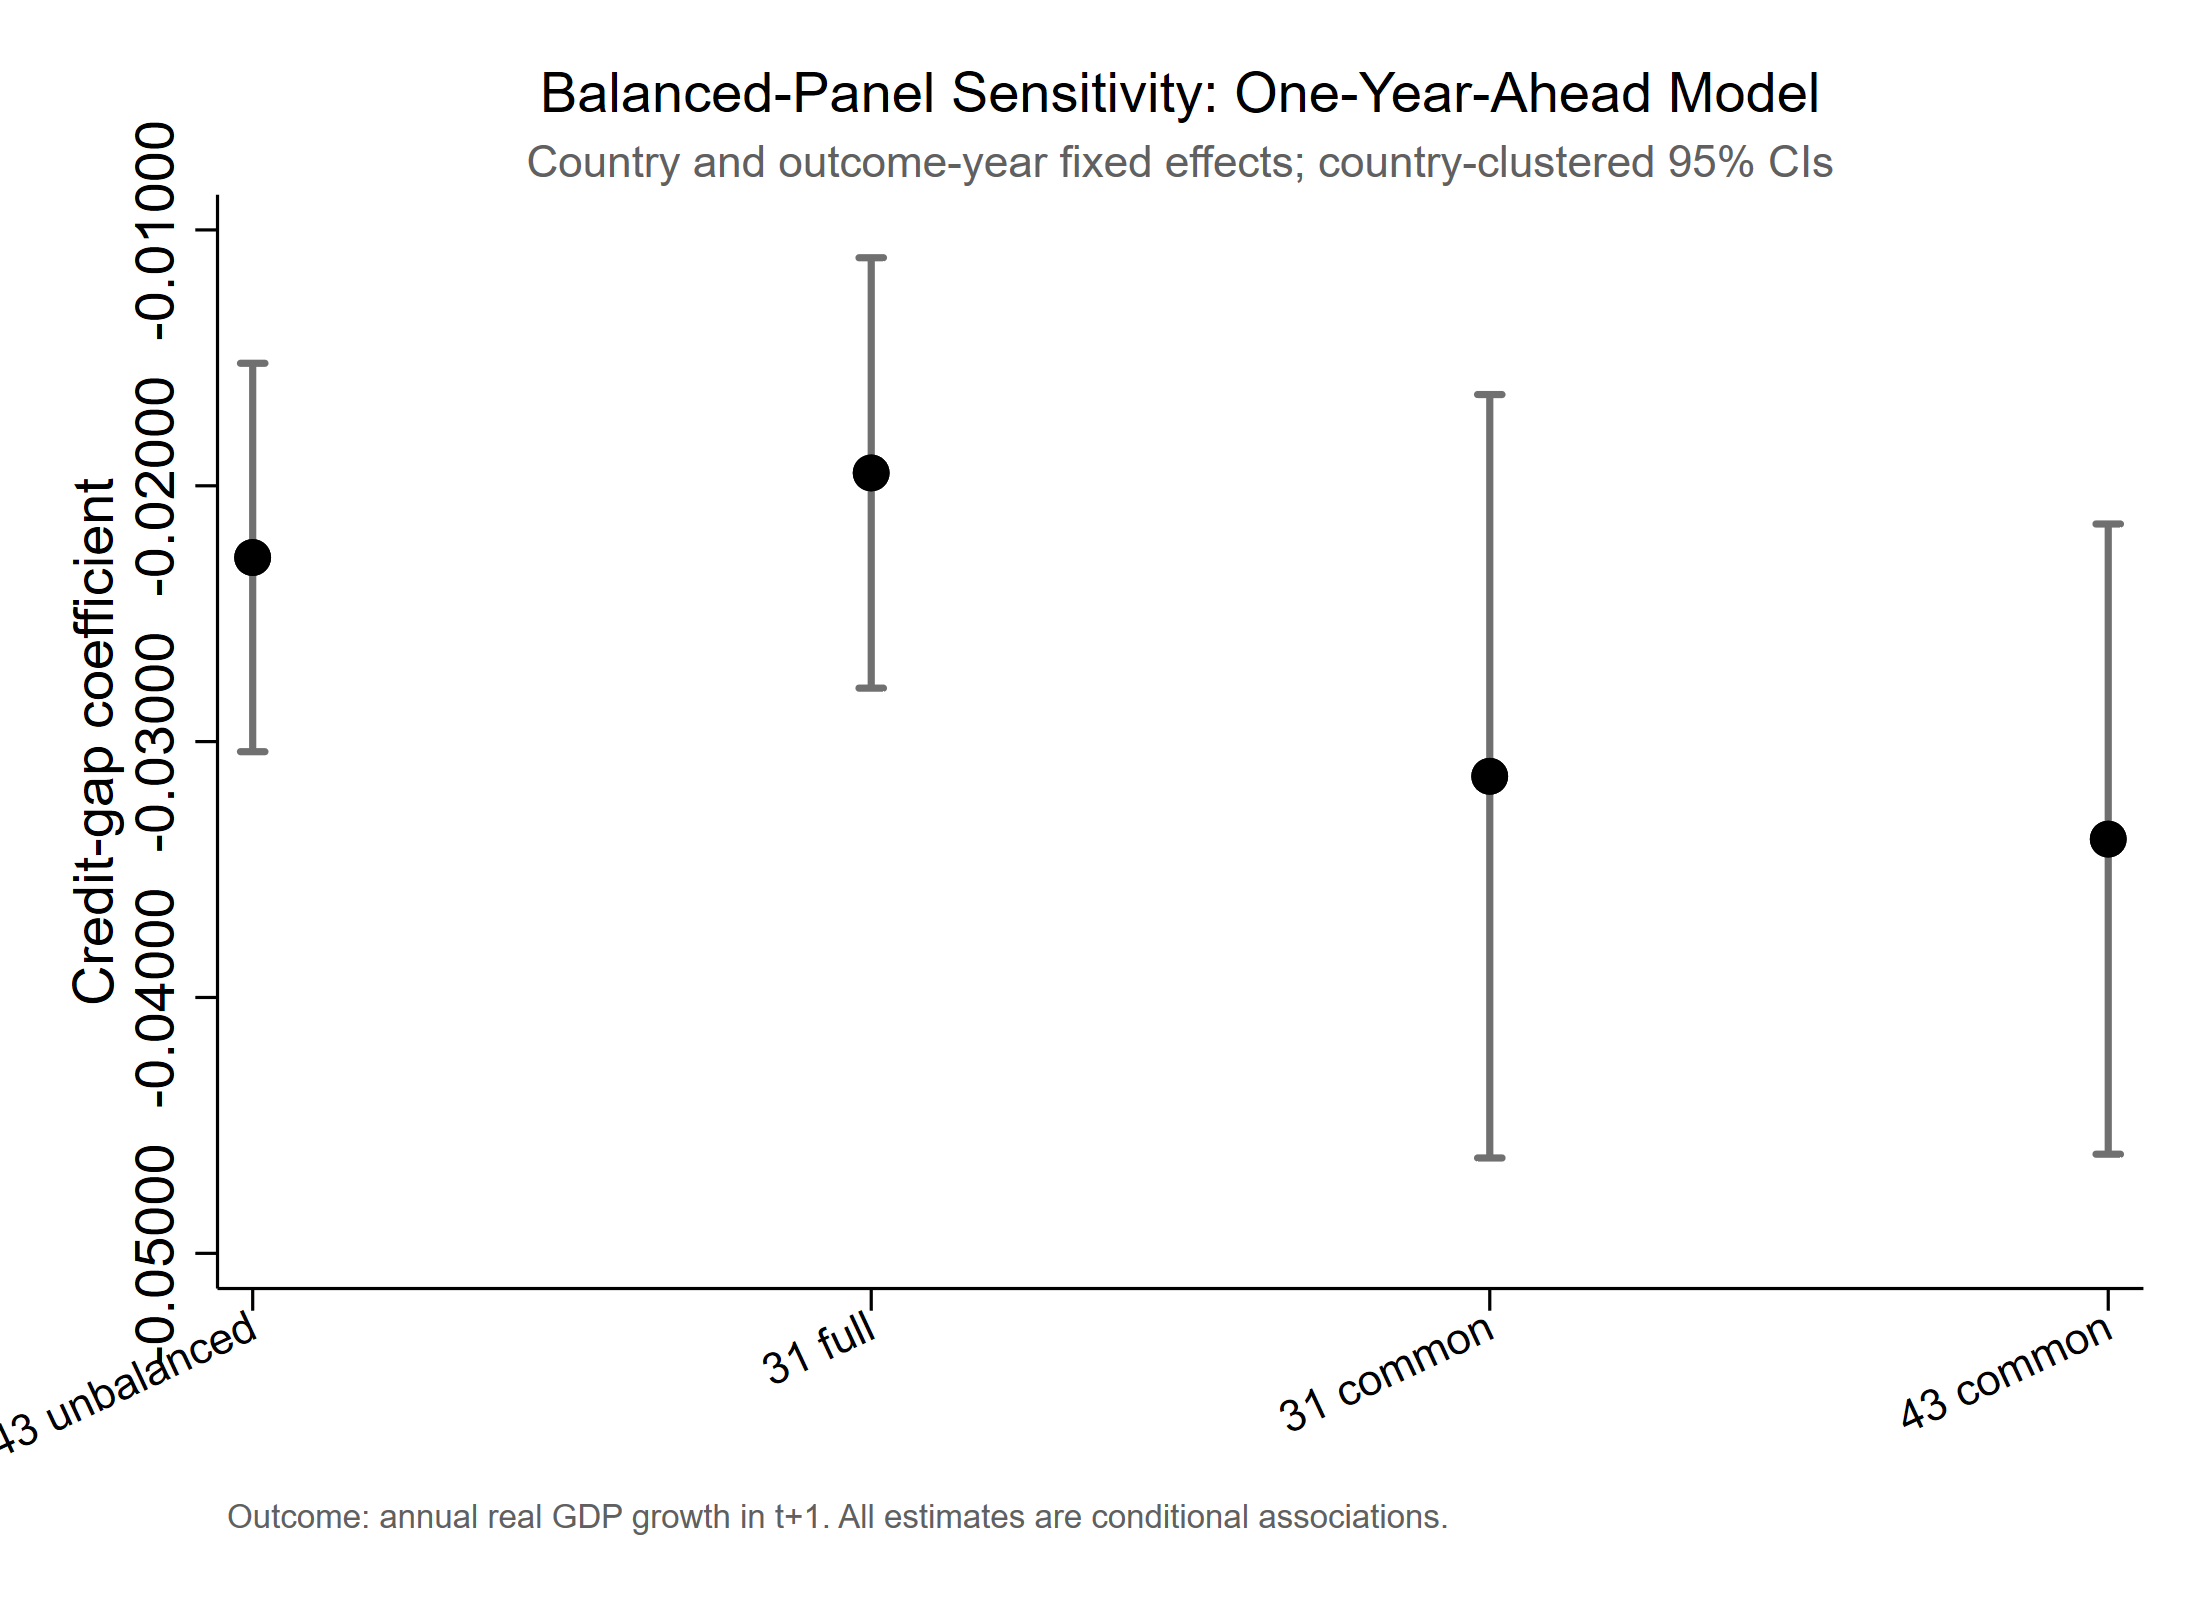 Balanced-Panel Sensitivity: One-Year-Ahead Model
Country and outcome-year fixed effects; country-clustered 95% CIs
Credit-gap coefficient
-0.01000
-0.02000
-0.03000
-0.04000
-0.05000
43 unbalanced
31 full
31 common
43 common
Outcome: annual real GDP growth in t+1. All estimates are conditional associations.